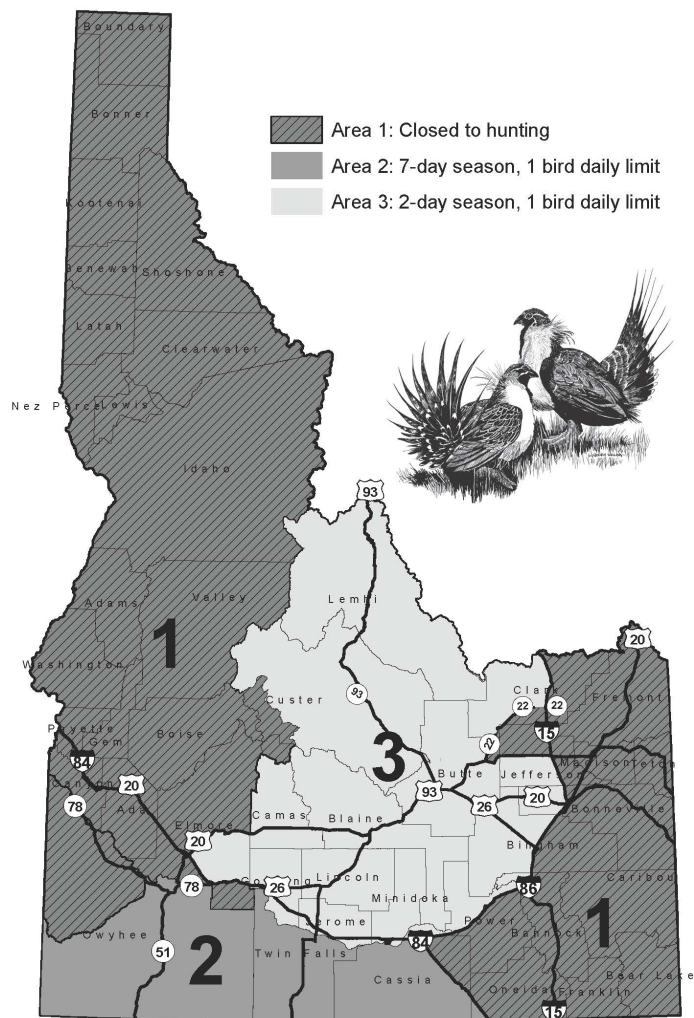 Boundary
Bonner
Area 1: Closed to hunting
Area 2: 7-day season, 1 bird daily limit
Area 3: 2-day season, 1 bird daily limit
Kootenai
Benewah
Shoshone
Latah
Clearwater
Nez Perce
Lewis
Idaho
93
Lemhi
Adams
Valley
1
20
Washington
Custer
93
Clark
22
22
Fremont
15
Payette
Gem
Boise
22
3
84
Canyon
20
Butte
Jefferson
Madison
Teton
78
Ada
93
26
20
Bonneville
Elmore
Camas
Blaine
20
Bingham
78
Gooding
26
Lincoln
86
Caribou
Minidoka
Jerome
Power
1
Bannock
Owyhee
84
51
2
Twin Falls
Cassia
Bear Lake
Oneida
Franklin
15